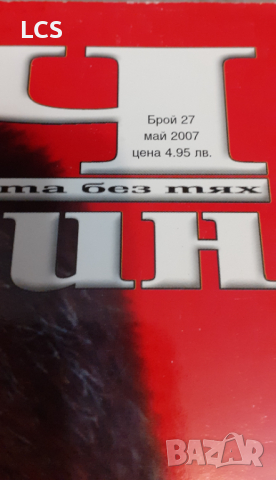 LCS
Ч
Брой 27
май 2007
цена 4.95 лв.
та без тях
ин
BAZAR